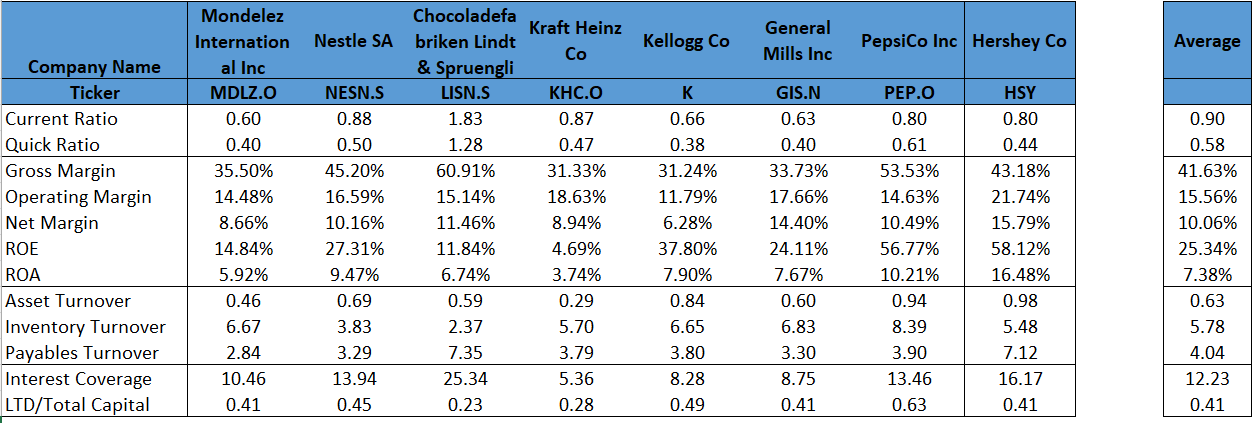 Company Name Mondelez International Inc Nestle SA Chocoladefabriken Lindt & Spruengli Kraft Heinz Co Kellogg Co General Mills Inc PepsiCo Inc Hershey Co Average
Ticker MDLZ.O NESN.S LISN.S KHC.O K GIS.N PEP.O HSY
Current Ratio 0.60 0.88 1.83 0.87 0.66 0.63 0.80 0.80 0.90
Quick Ratio 0.40 0.50 1.28 0.47 0.38 0.40 0.61 0.44 0.58
Gross Margin 35.50% 45.20% 60.91% 31.33% 31.24% 33.73% 53.53% 43.18% 41.63%
Operating Margin 14.48% 16.59% 15.14% 18.63% 11.79% 17.66% 14.63% 21.74% 15.56%
Net Margin 8.66% 10.16% 11.46% 8.94% 6.28% 14.40% 10.49% 15.79% 10.06%
ROE 14.84% 27.31% 11.84% 4.69% 37.80% 24.11% 56.77% 58.12% 25.34%
ROA 5.92% 9.47% 6.74% 3.74% 7.90% 7.67% 10.21% 16.48% 7.38%
Asset Turnover 0.46 0.69 0.59 0.29 0.84 0.60 0.94 0.98 0.63
Inventory Turnover 6.67 3.83 2.37 5.70 6.65 6.83 8.39 5.48 5.78
Payables Turnover 2.84 3.29 7.35 3.79 3.80 3.30 3.90 7.12 4.04
Interest Coverage 10.46 13.94 25.34 5.36 8.28 8.75 13.46 16.17 12.23
LTD/Total Capital 0.41 0.45 0.23 0.28 0.49 0.41 0.63 0.41 0.41